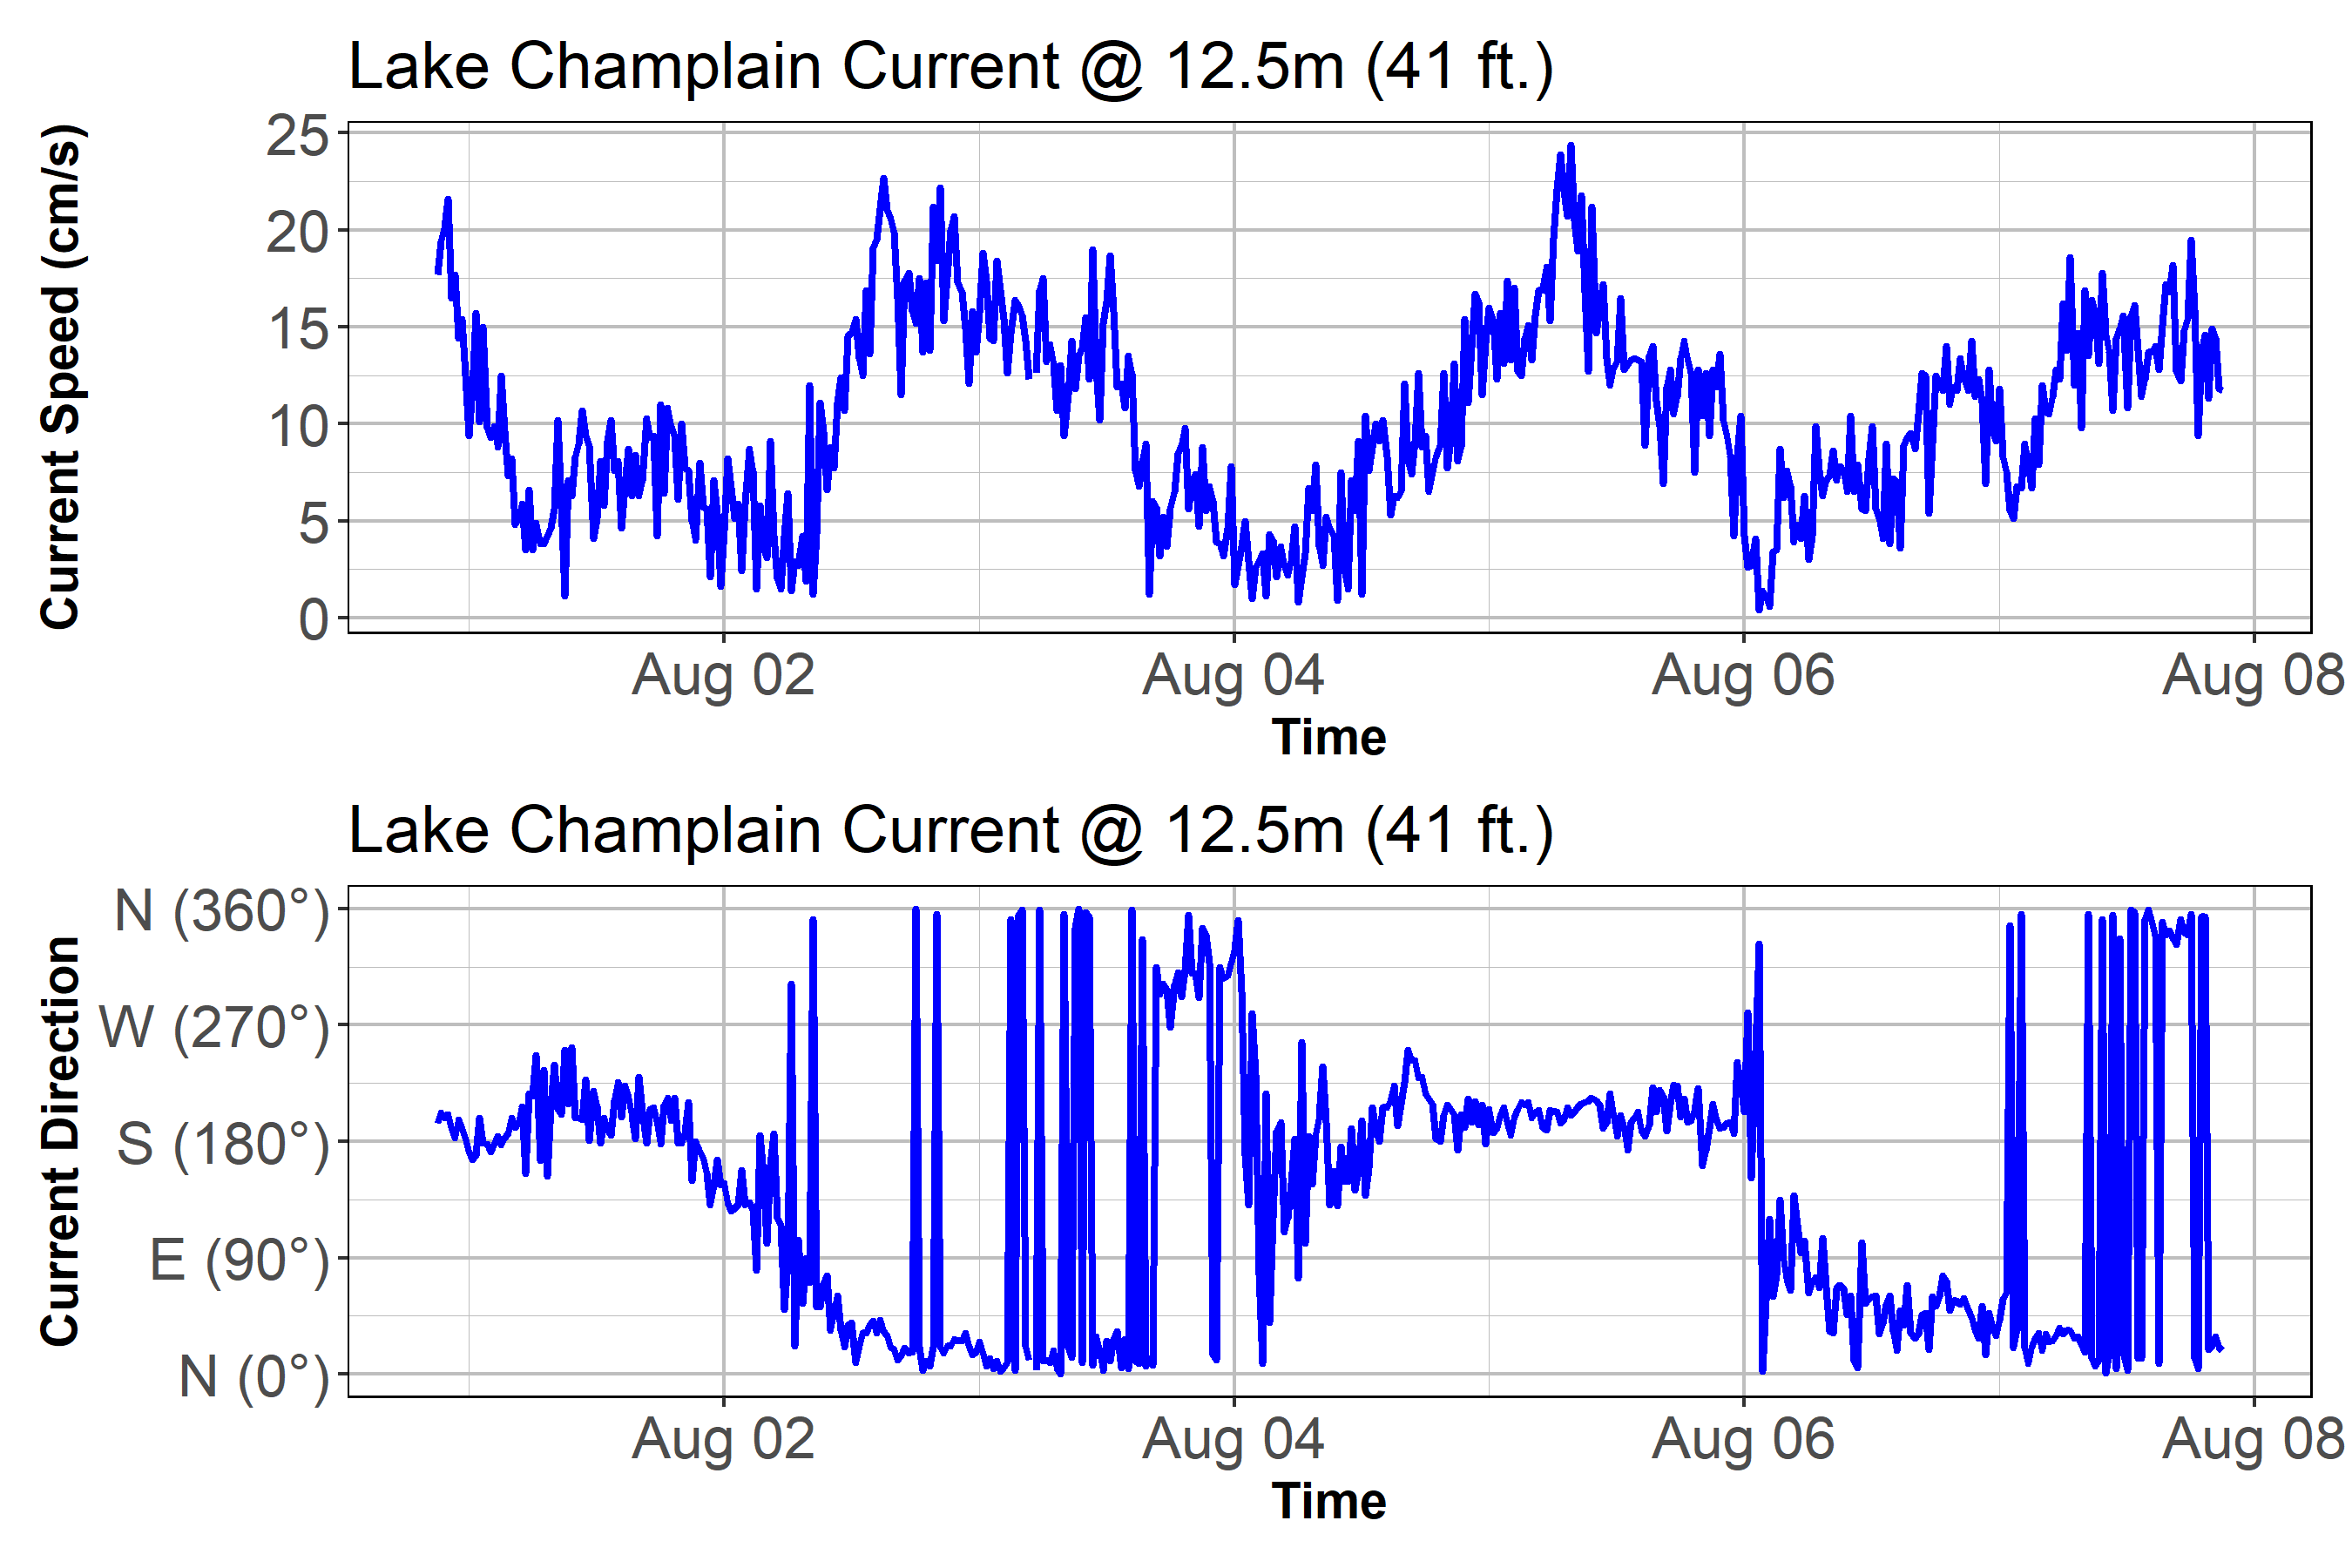 Lake Champlain Current @ 12.5m (41 ft.)
Current Speed (cm/s)
25
20
15
10
5
0
Aug 02 Aug 04 Aug 06 Aug 08
Time
Lake Champlain Current @ 12.5m (41 ft.)
Current Direction
N (360°)
W (270°)
S (180°)
E (90°)
N (0°)
Aug 02 Aug 04 Aug 06 Aug 08
Time